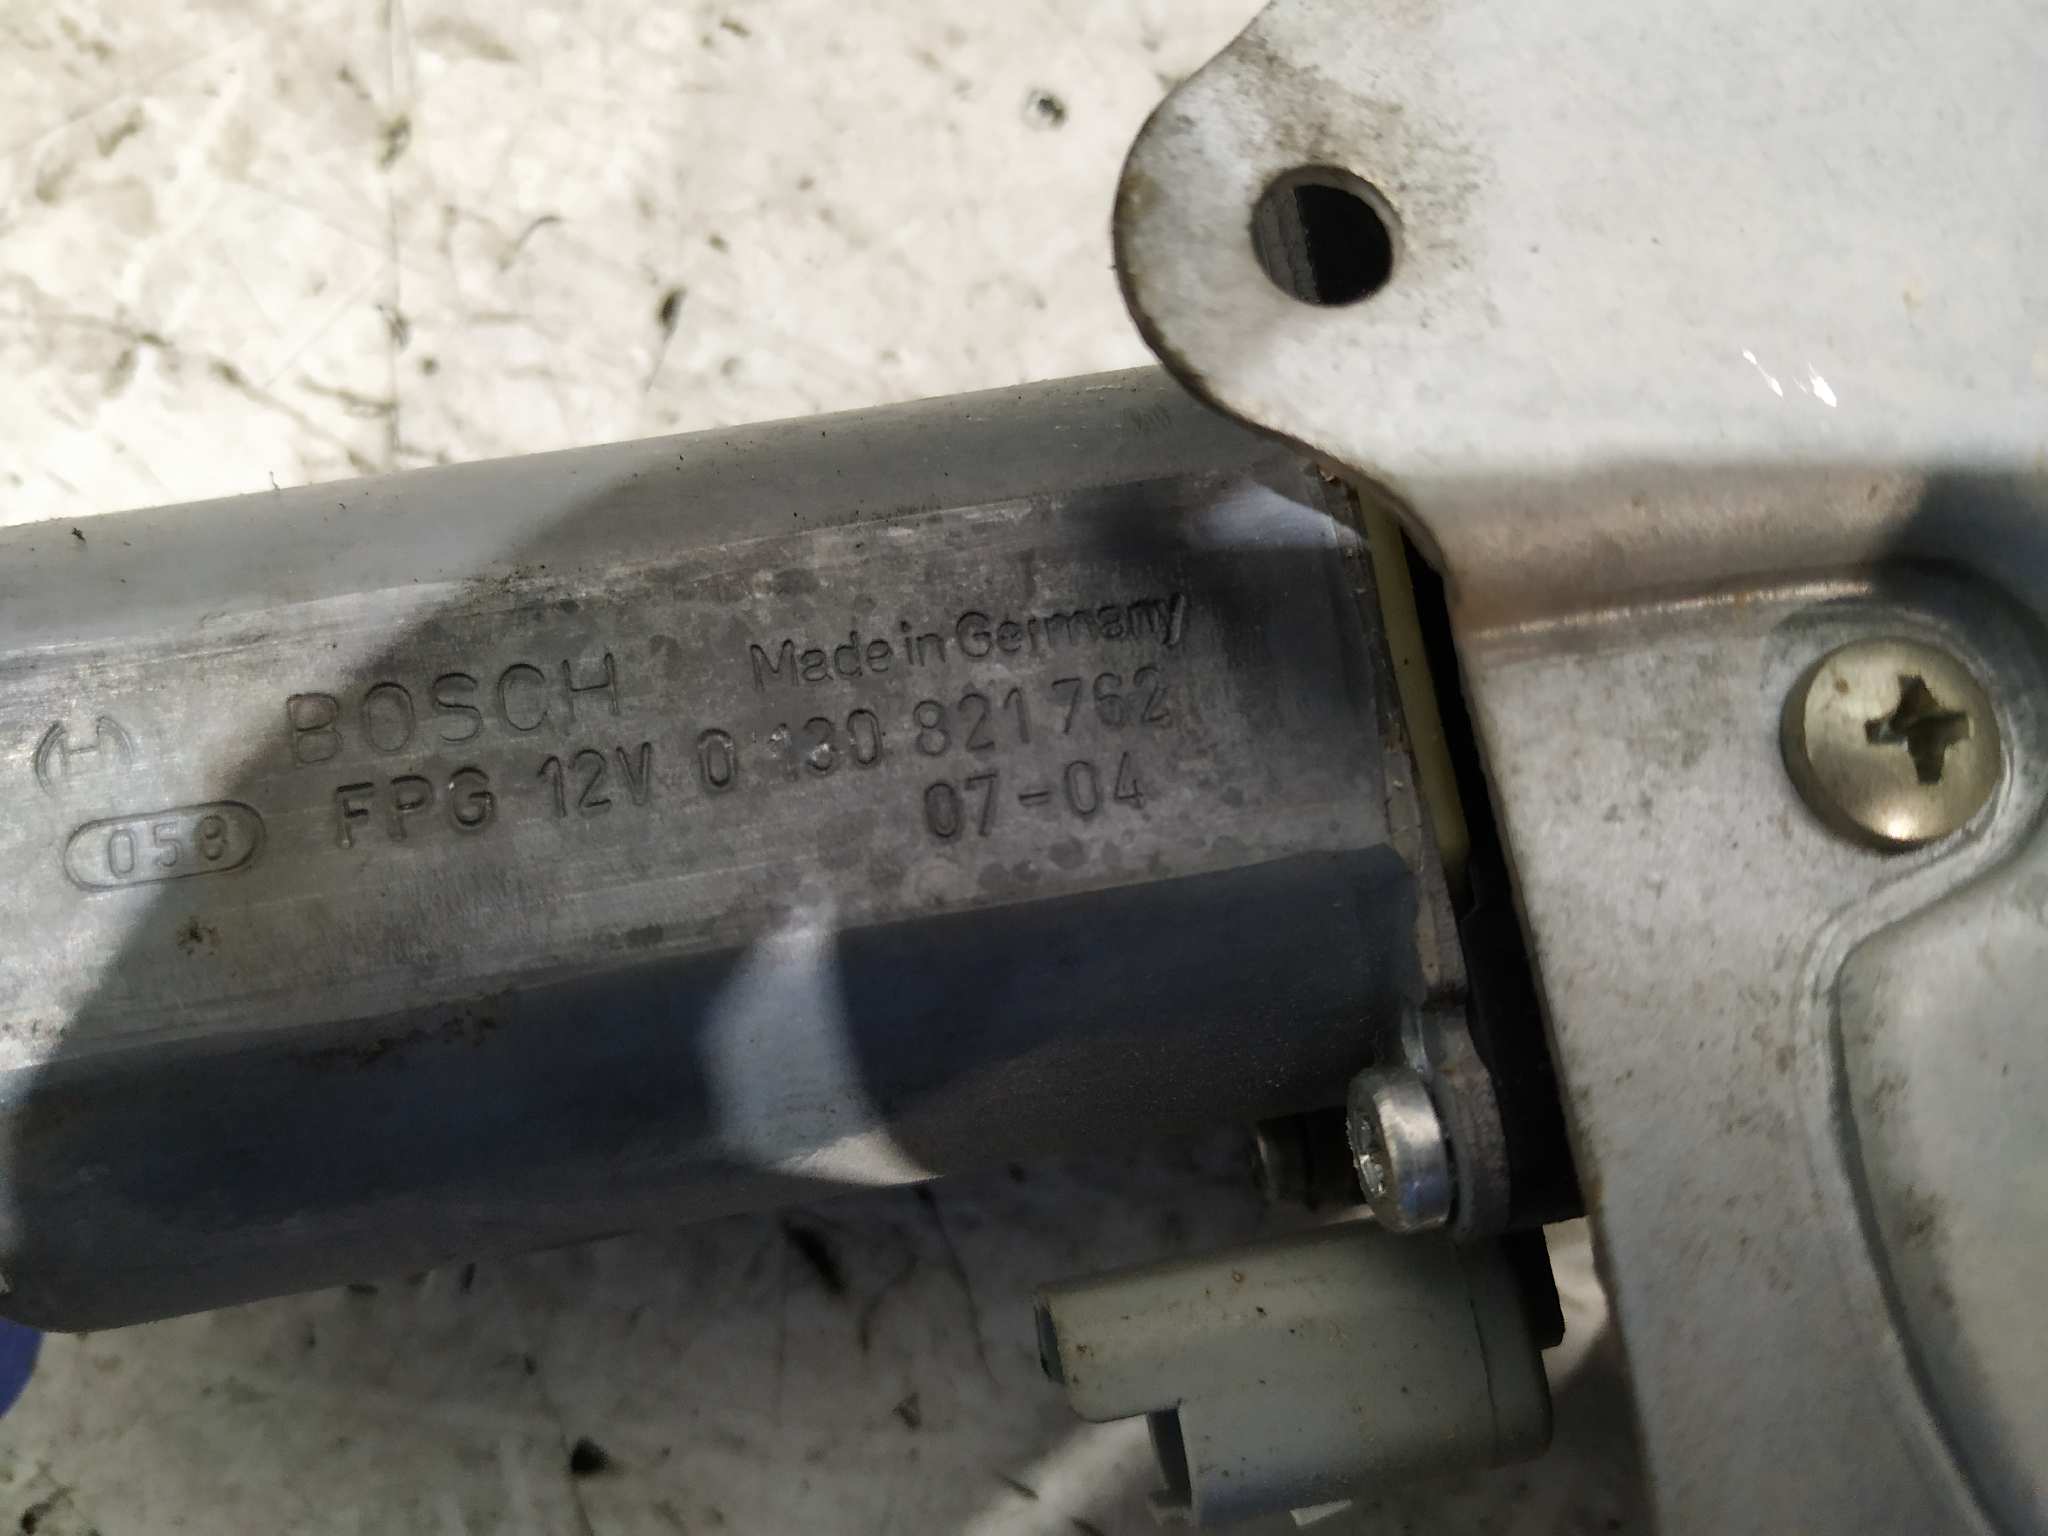 BOSCH Made in Germany
058 FPG 12V 0 130 821 762
07-04